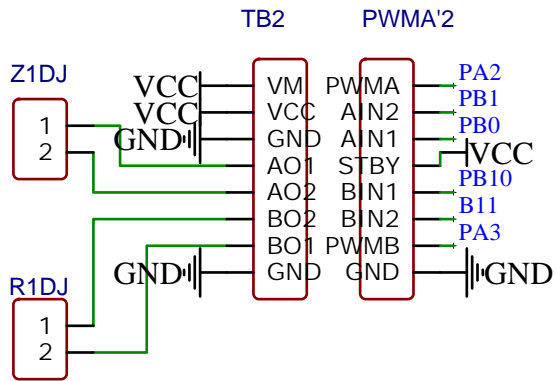 TB2 PWMA'2
Z1DJ
VCC VM PWMA PA2
1 VCC VCC AIN2 PB1
2 GND GND AIN1 PB0
AO1 STBY VCC
AO2 BIN1 PB10
BO2 BIN2 B11
BO1 PWMB PA3
GND GND GND GND
R1DJ
1
2